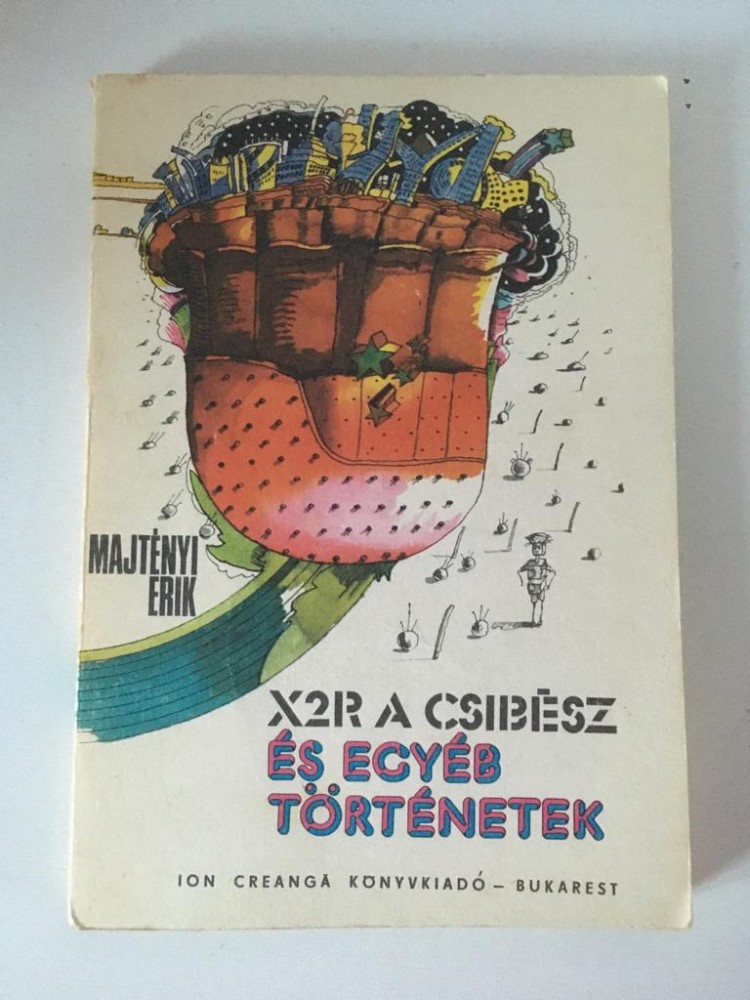 MAJTÉNYI
ERIK
X2R A CSIBÉSZ
ÉS EGYÉB
TÖRTÉNETEK
ION CREANGĂ KÖNYVKIADÓ – BUKAREST